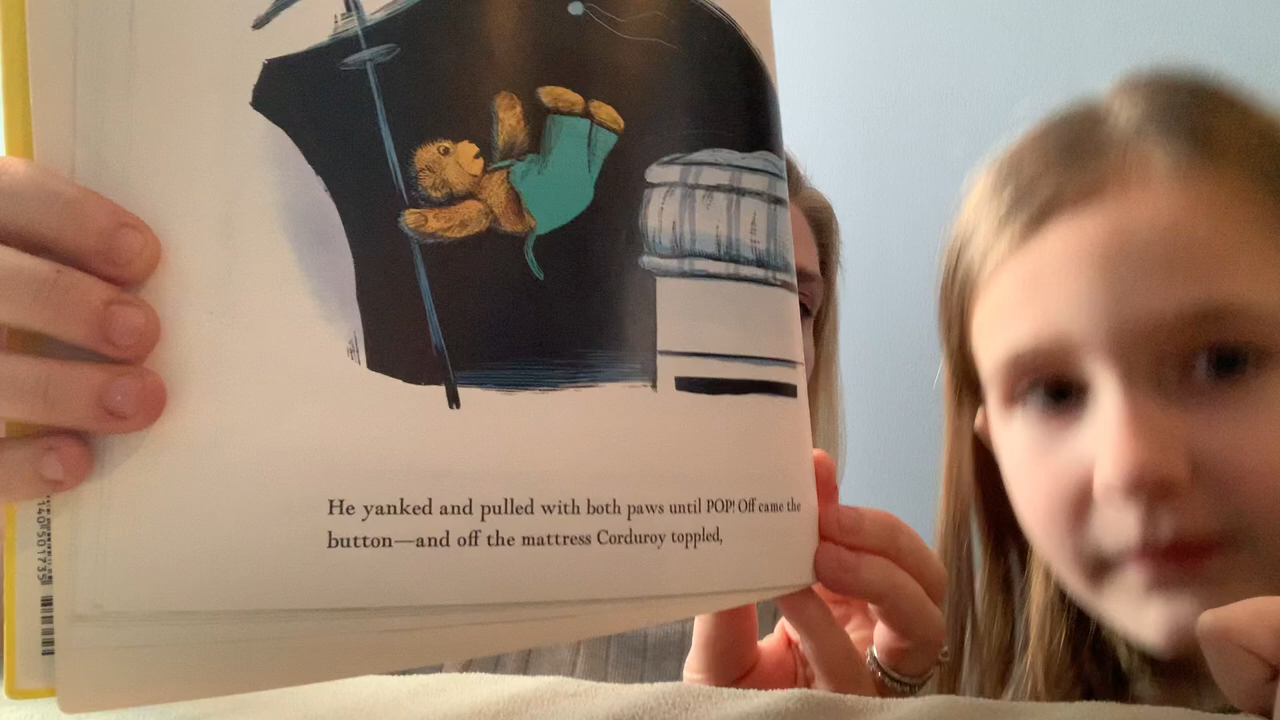 He yanked and pulled with both paws until POP! Off came the
button—and off the mattress Corduroy toppled,